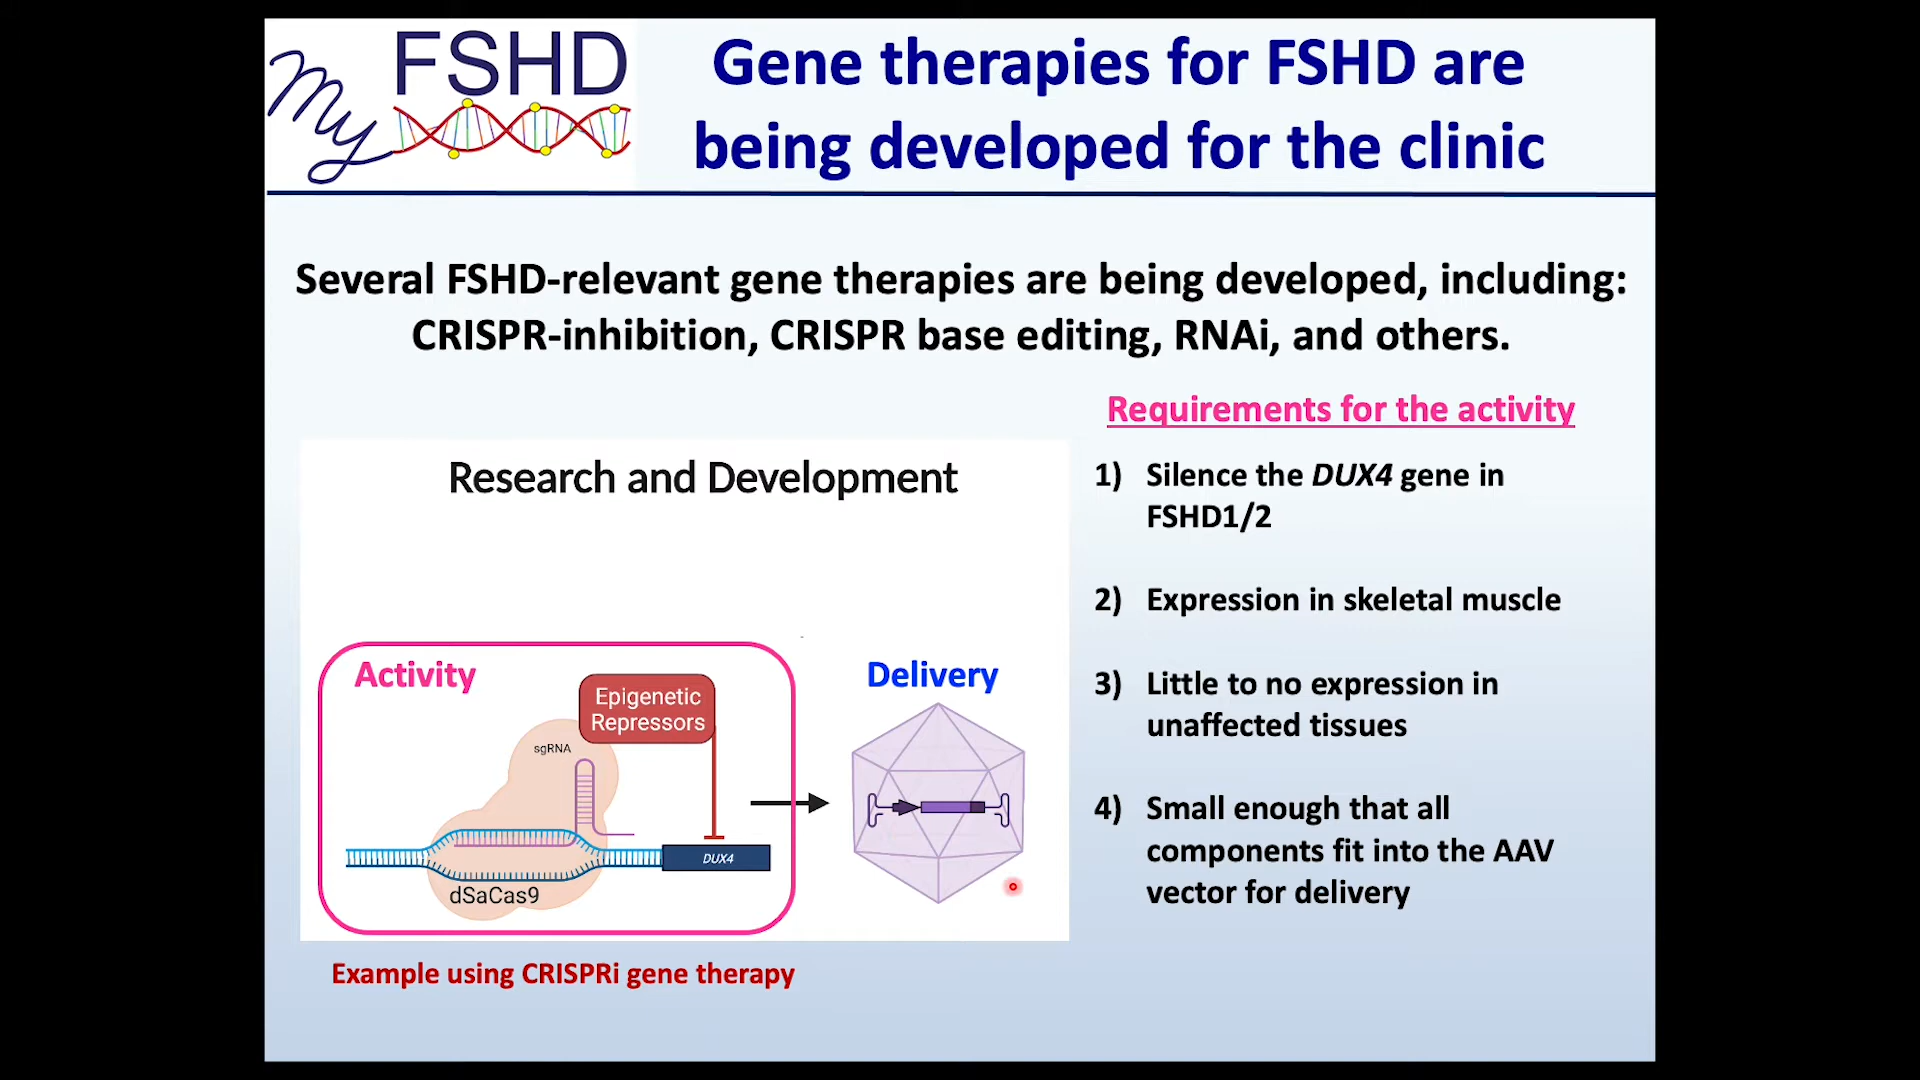 My FSHD
Gene therapies for FSHD are
being developed for the clinic
Several FSHD-relevant gene therapies are being developed, including:
CRISPR-inhibition, CRISPR base editing, RNAi, and others.
Research and Development
Activity
Epigenetic
Repressors
sgRNA
DUX4
dSaCas9
Delivery
Example using CRISPRi gene therapy
Requirements for the activity
1) Silence the DUX4 gene in
FSHD1/2
2) Expression in skeletal muscle
3) Little to no expression in
unaffected tissues
4) Small enough that all
components fit into the AAV
vector for delivery